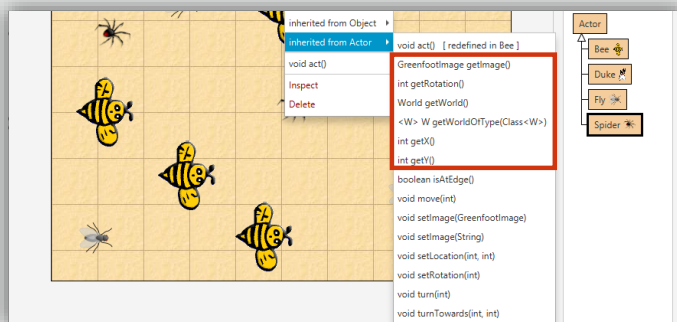 inherited from Object
inherited from Actor
void act()
Inspect
Delete
void act() [ redefined in Bee ]
GreenfootImage getImage()
int getRotation()
World getWorld()
<W> W getWorldOfType(Class<W>)
int getX()
int getY()
boolean isAtEdge()
void move(int)
void setImage(GreenfootImage)
void setImage(String)
void setLocation(int, int)
void setRotation(int)
void turn(int)
void turnTowards(int, int)
Actor
Bee
Duke
Fly
Spider